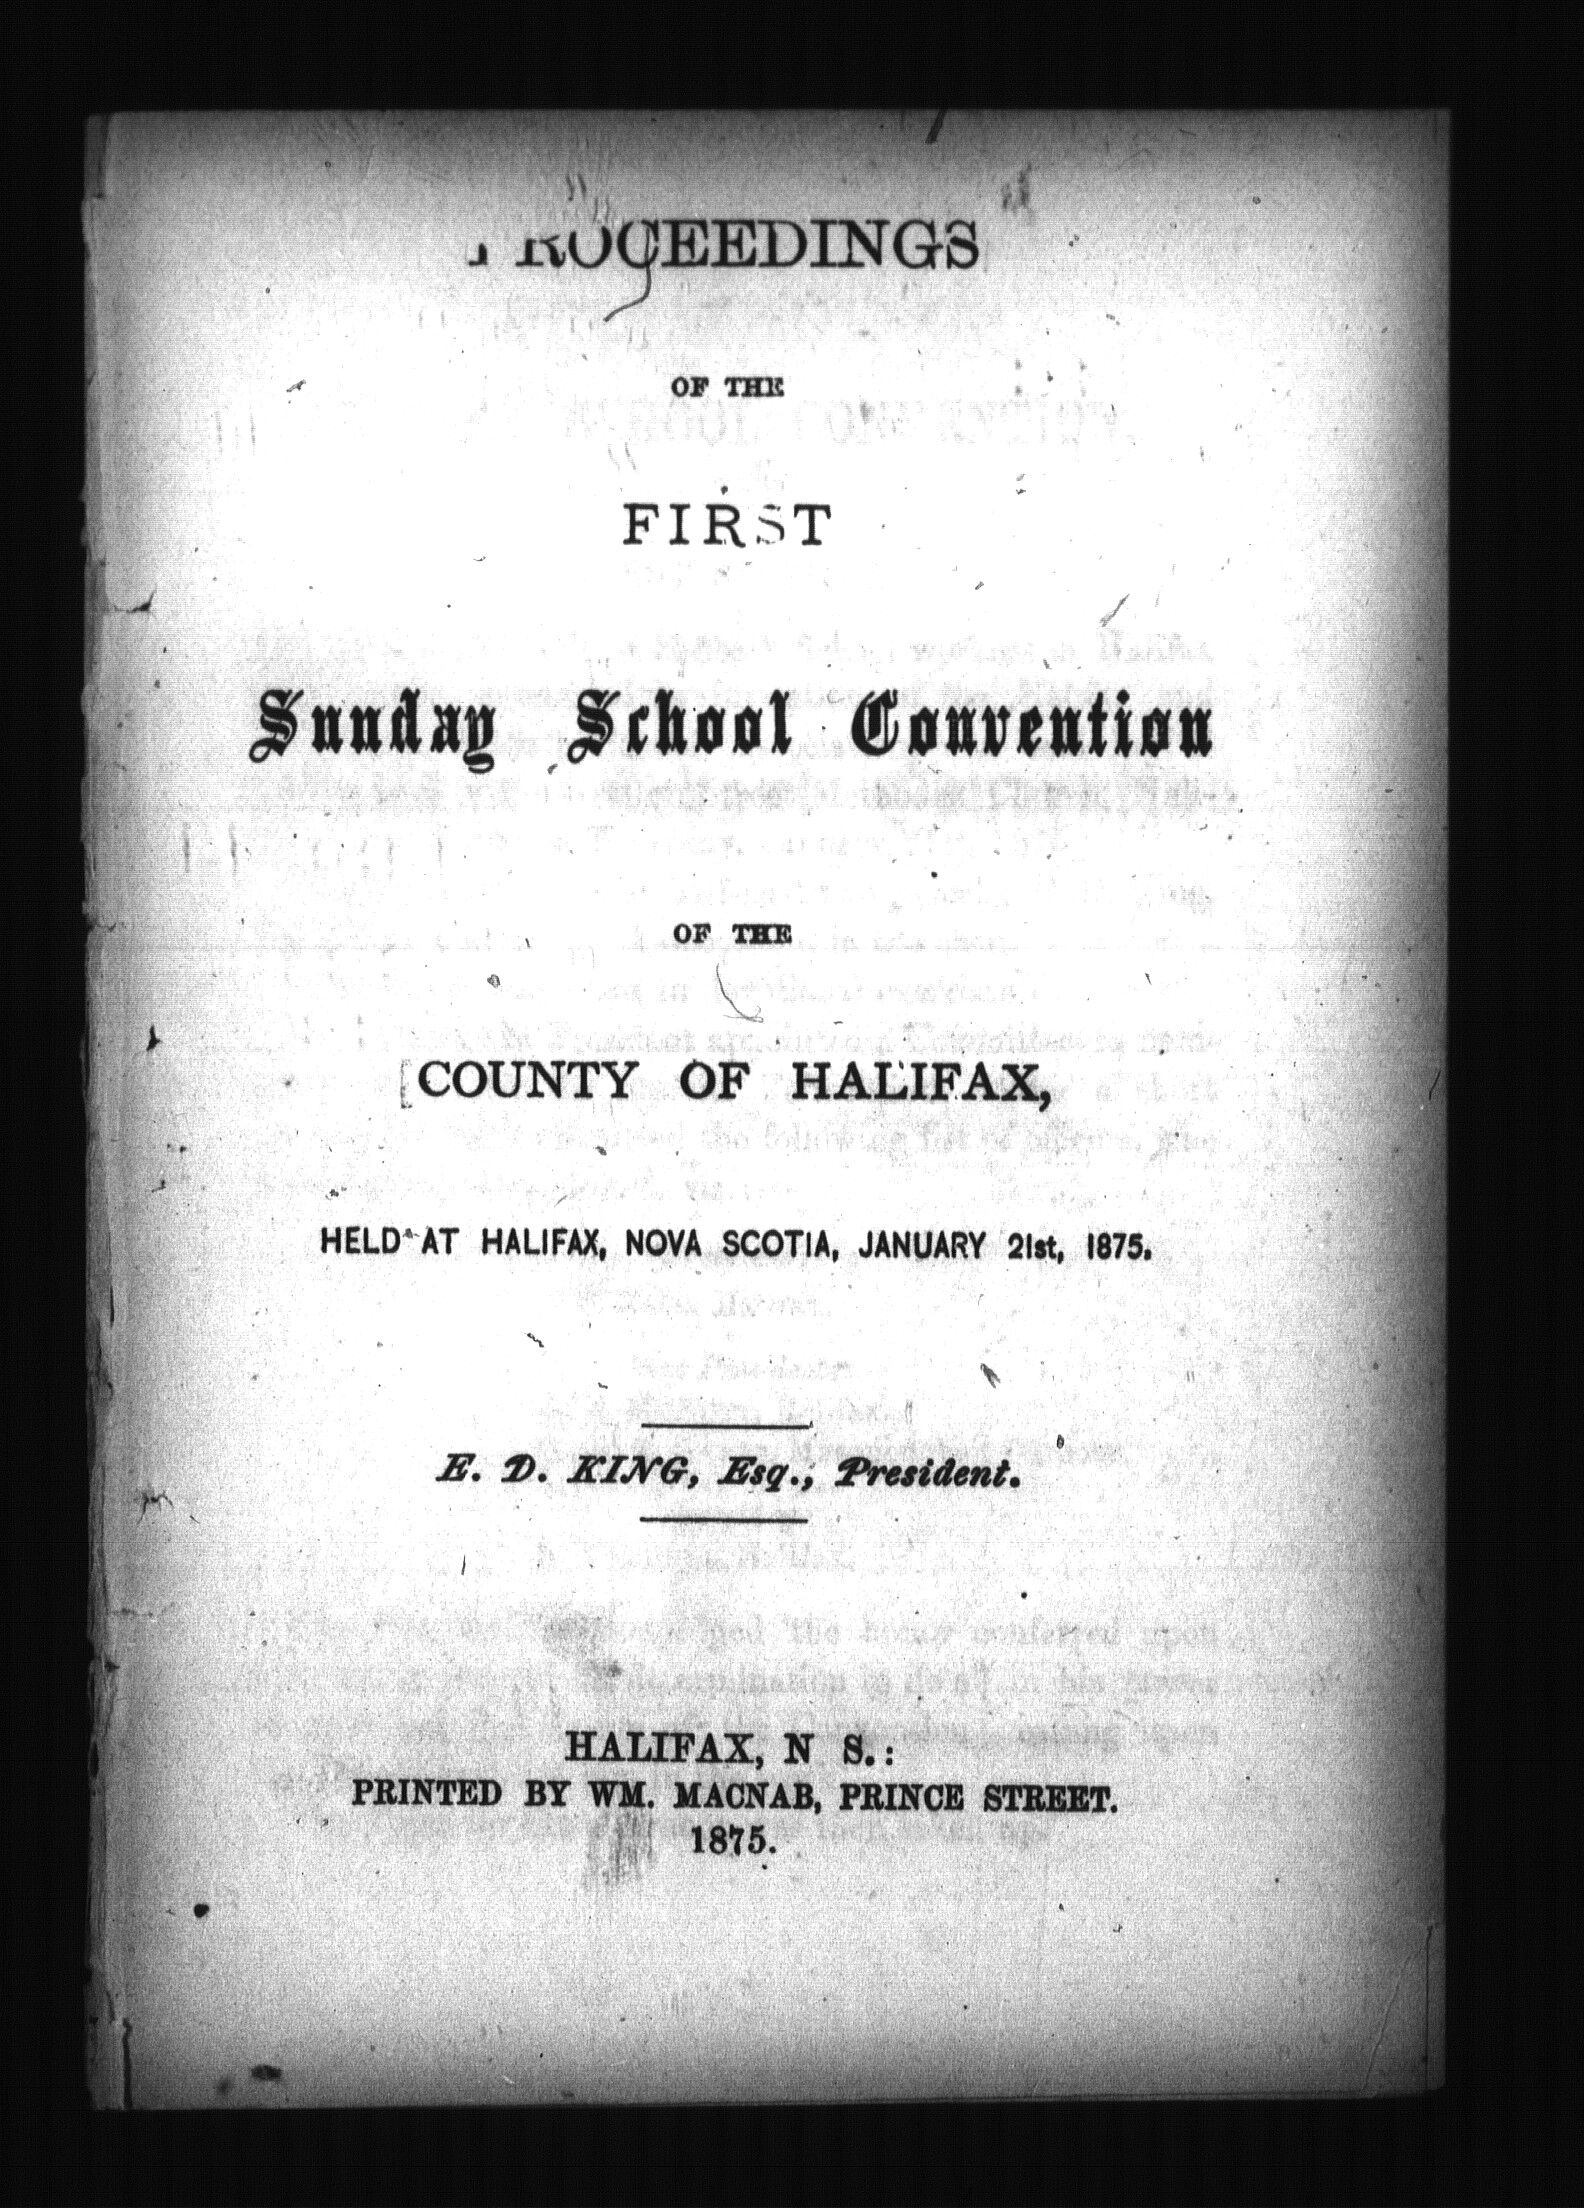 PROCEEDINGS
OF THE
FIRST
Sunday School Convention
OF THE
COUNTY OF HALIFAX,
HELD AT HALIFAX, NOVA SCOTIA, JANUARY 21st, 1875.
E. D. KING, Esq., President.
HALIFAX, N S.:
PRINTED BY WM. MACNAB, PRINCE STREET.
1875.